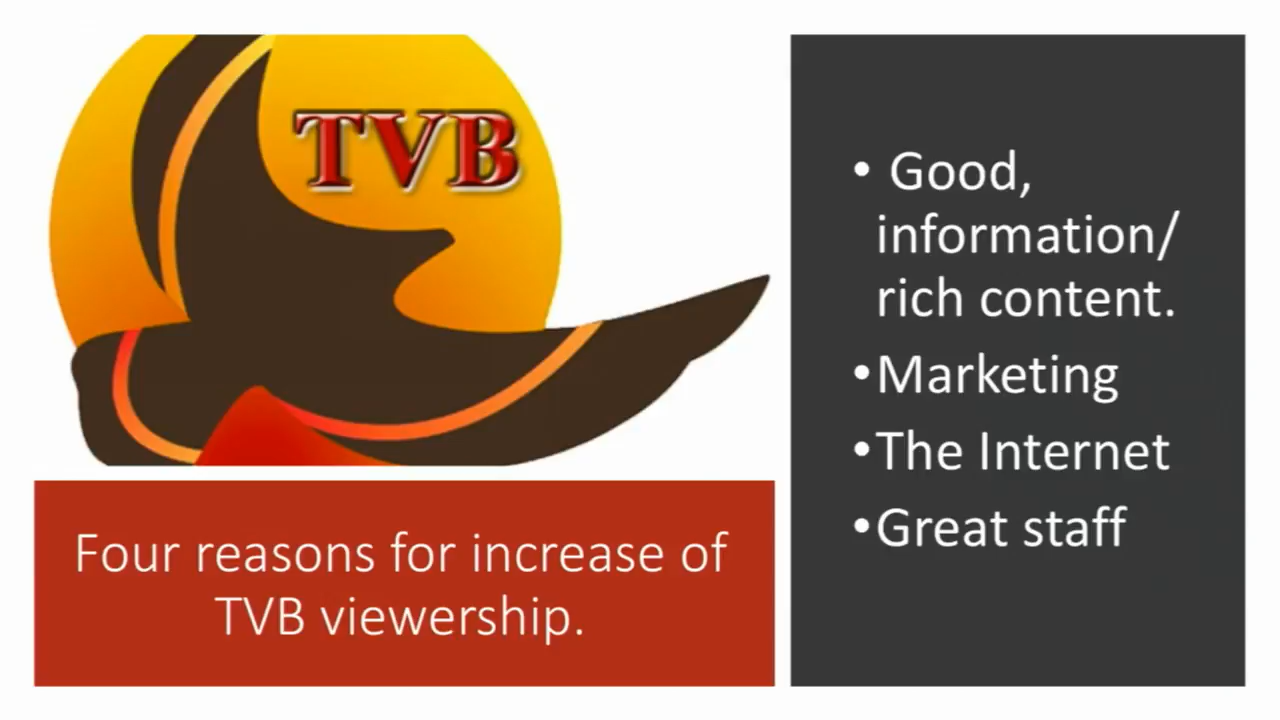 TVB
Four reasons for increase of
TVB viewership.
• Good,
information/
rich content.
•Marketing
•The Internet
•Great staff